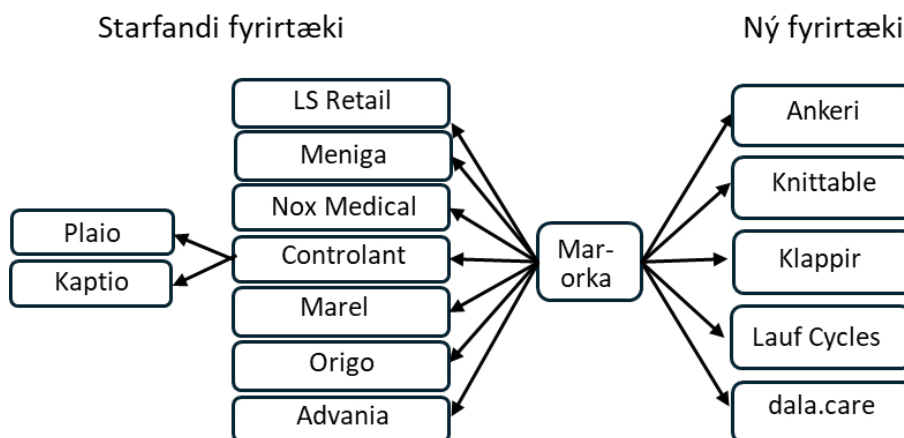 Starfandi fyrirtæki
Ný fyrirtæki
LS Retail
Meniga
Nox Medical
Controlant
Marel
Origo
Advania
Plaio
Kaptio
Mar-
orka
Ankeri
Knittable
Klappir
Lauf Cycles
dala.care